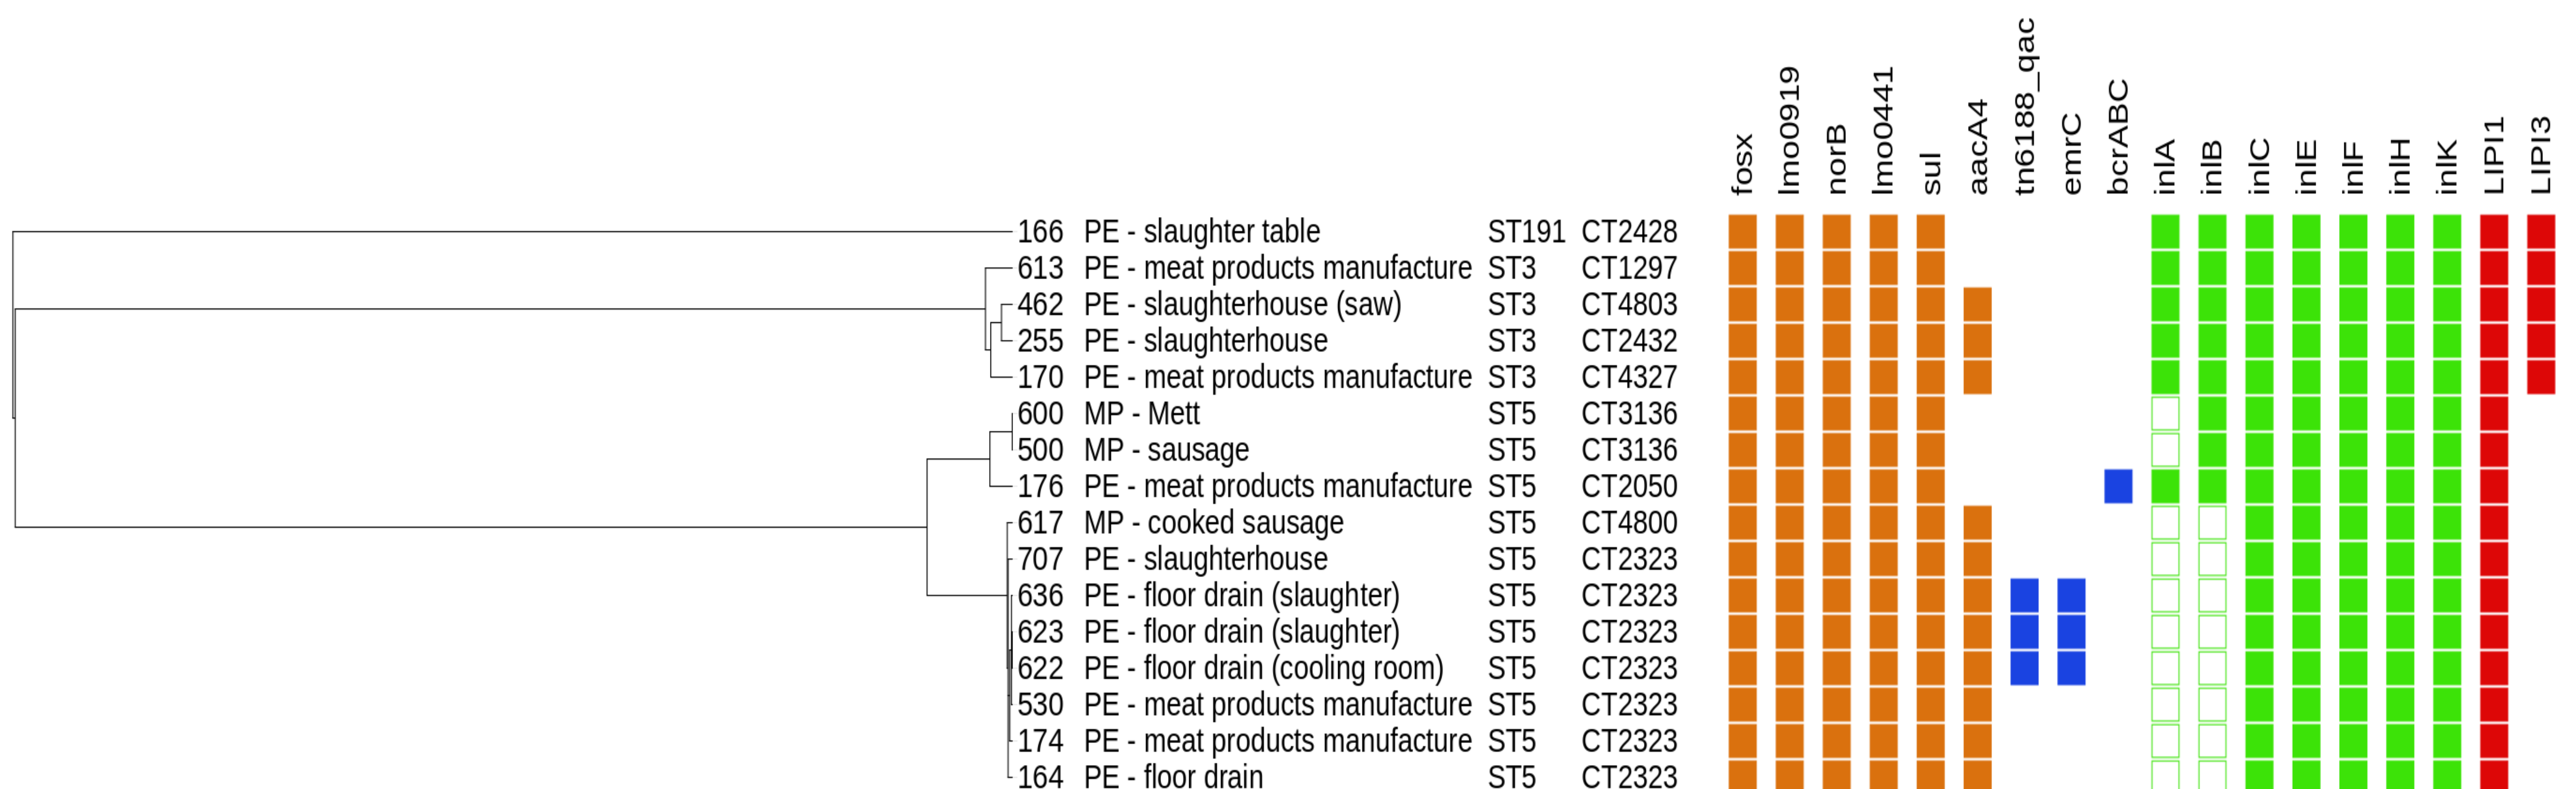 fosx lmo0919 norB lmo0441 sul aacA4 tn6188_qac emrC bcrABC inlA inlB inlC inlE inlF inlH inlK LIPI1 LIPI3
166 PE - slaughter table ST191 CT2428
613 PE - meat products manufacture ST3 CT1297
462 PE - slaughterhouse (saw) ST3 CT4803
255 PE - slaughterhouse ST3 CT2432
170 PE - meat products manufacture ST3 CT4327
600 MP - Mett ST5 CT3136
500 MP - sausage ST5 CT3136
176 PE - meat products manufacture ST5 CT2050
617 MP - cooked sausage ST5 CT4800
707 PE - slaughterhouse ST5 CT2323
636 PE - floor drain (slaughter) ST5 CT2323
623 PE - floor drain (slaughter) ST5 CT2323
622 PE - floor drain (cooling room) ST5 CT2323
530 PE - meat products manufacture ST5 CT2323
174 PE - meat products manufacture ST5 CT2323
164 PE - floor drain ST5 CT2323